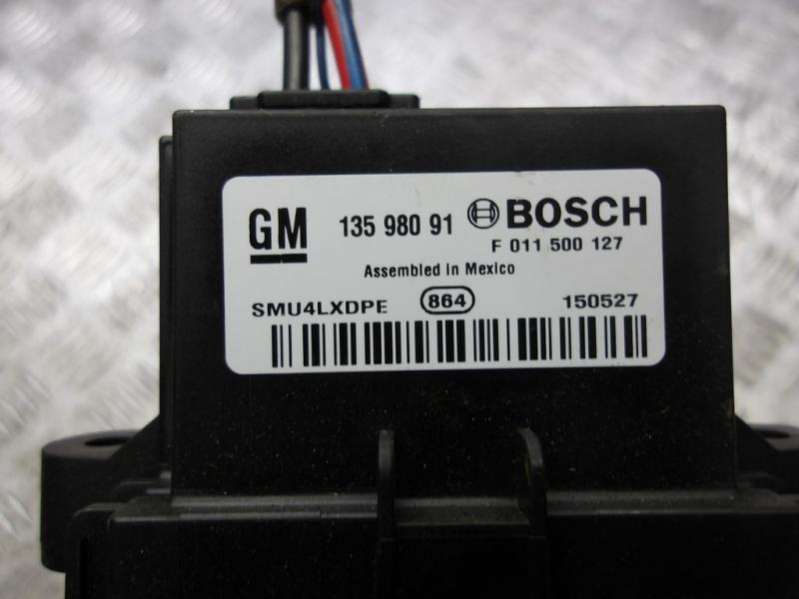 GM 135 980 91 BOSCH
F 011 500 127
Assembled in Mexico
SMU4LXDPE 864 150527